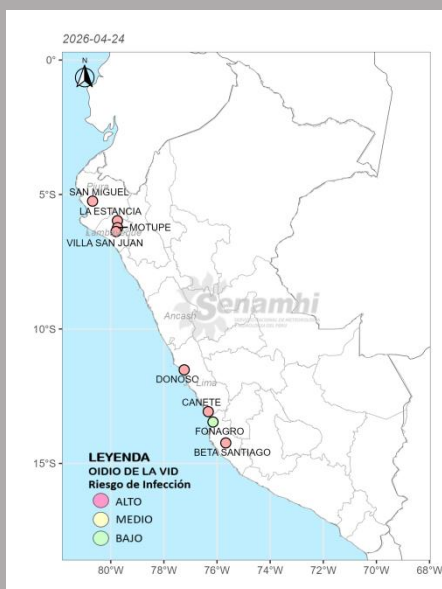 2026-04-24
N
0°
5°S
10°S
15°S
Piura
SAN MIGUEL
LA ESTANCIA
MOTUPE
VILLA SAN JUAN
Senamhi
Ancash
DONOSO
Lima
CANETE
FONAGRO
BETA SANTIAGO
LEYENDA
OIDIO DE LA VID
Riesgo de Infección
ALTO
MEDIO
BAJO
80°W
78°W
76°W
74°W
72°W
70°W
68°W